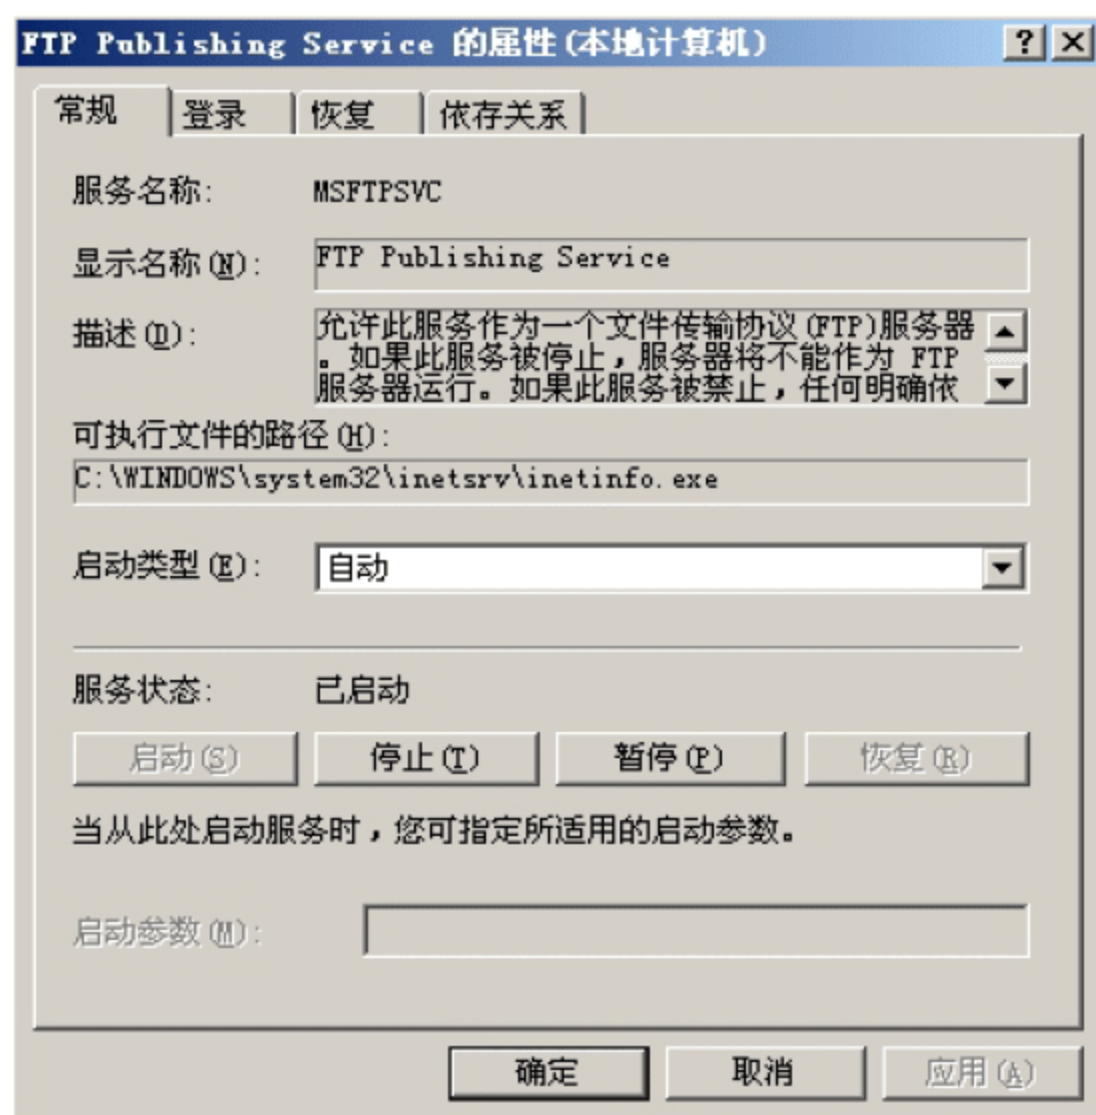 FTP Publishing Service 的属性(本地计算机)
常规 登录 恢复 依存关系
服务名称: MSFTPSVC
显示名称(N): FTP Publishing Service
描述(D): 允许此服务作为一个文件传输协议(FTP)服务器
。如果此服务被停止，服务器将不能作为 FTP
服务器运行。如果此服务被禁止，任何明确依
可执行文件的路径(H):
C:\WINDOWS\system32\inetsrv\inetinfo.exe
启动类型(E): 自动
服务状态: 已启动
启动(S) 停止(T) 暂停(P) 恢复(R)
当从此处启动服务时，您可指定所适用的启动参数。
启动参数(M):
确定 取消 应用(A)